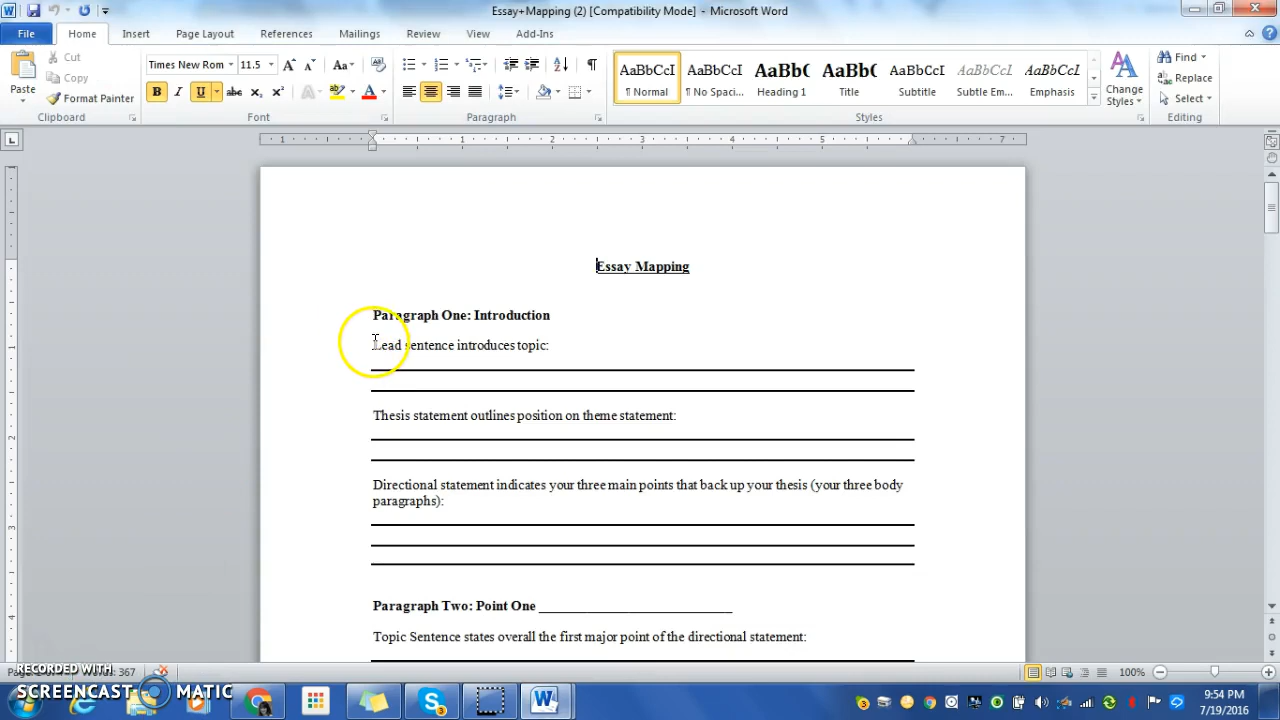 Essay+Mapping (2) [Compatibility Mode] - Microsoft Word
File Home Insert Page Layout References Mailings Review View Add-Ins
Paste
Cut
Copy
Format Painter
Clipboard
Times New Rom 11.5
Font
Paragraph
AaBbCcI AaBbCcI AaBb( AaBb( AaBbCcI AaBbCcI AaBbCcI
¶ Normal ¶ No Spaci... Heading 1 Title Subtitle Subtle Em... Emphasis
Styles
Change Styles
Find
Replace
Select
Editing
Essay Mapping
Paragraph One: Introduction
Lead sentence introduces topic:
Thesis statement outlines position on theme statement:
Directional statement indicates your three main points that back up your thesis (your three body
paragraphs):
Paragraph Two: Point One
Topic Sentence states overall the first major point of the directional statement:
Words: 367
100%
RECORDED WITH
SCREENCAST MATIC
9:54 PM
7/19/2016